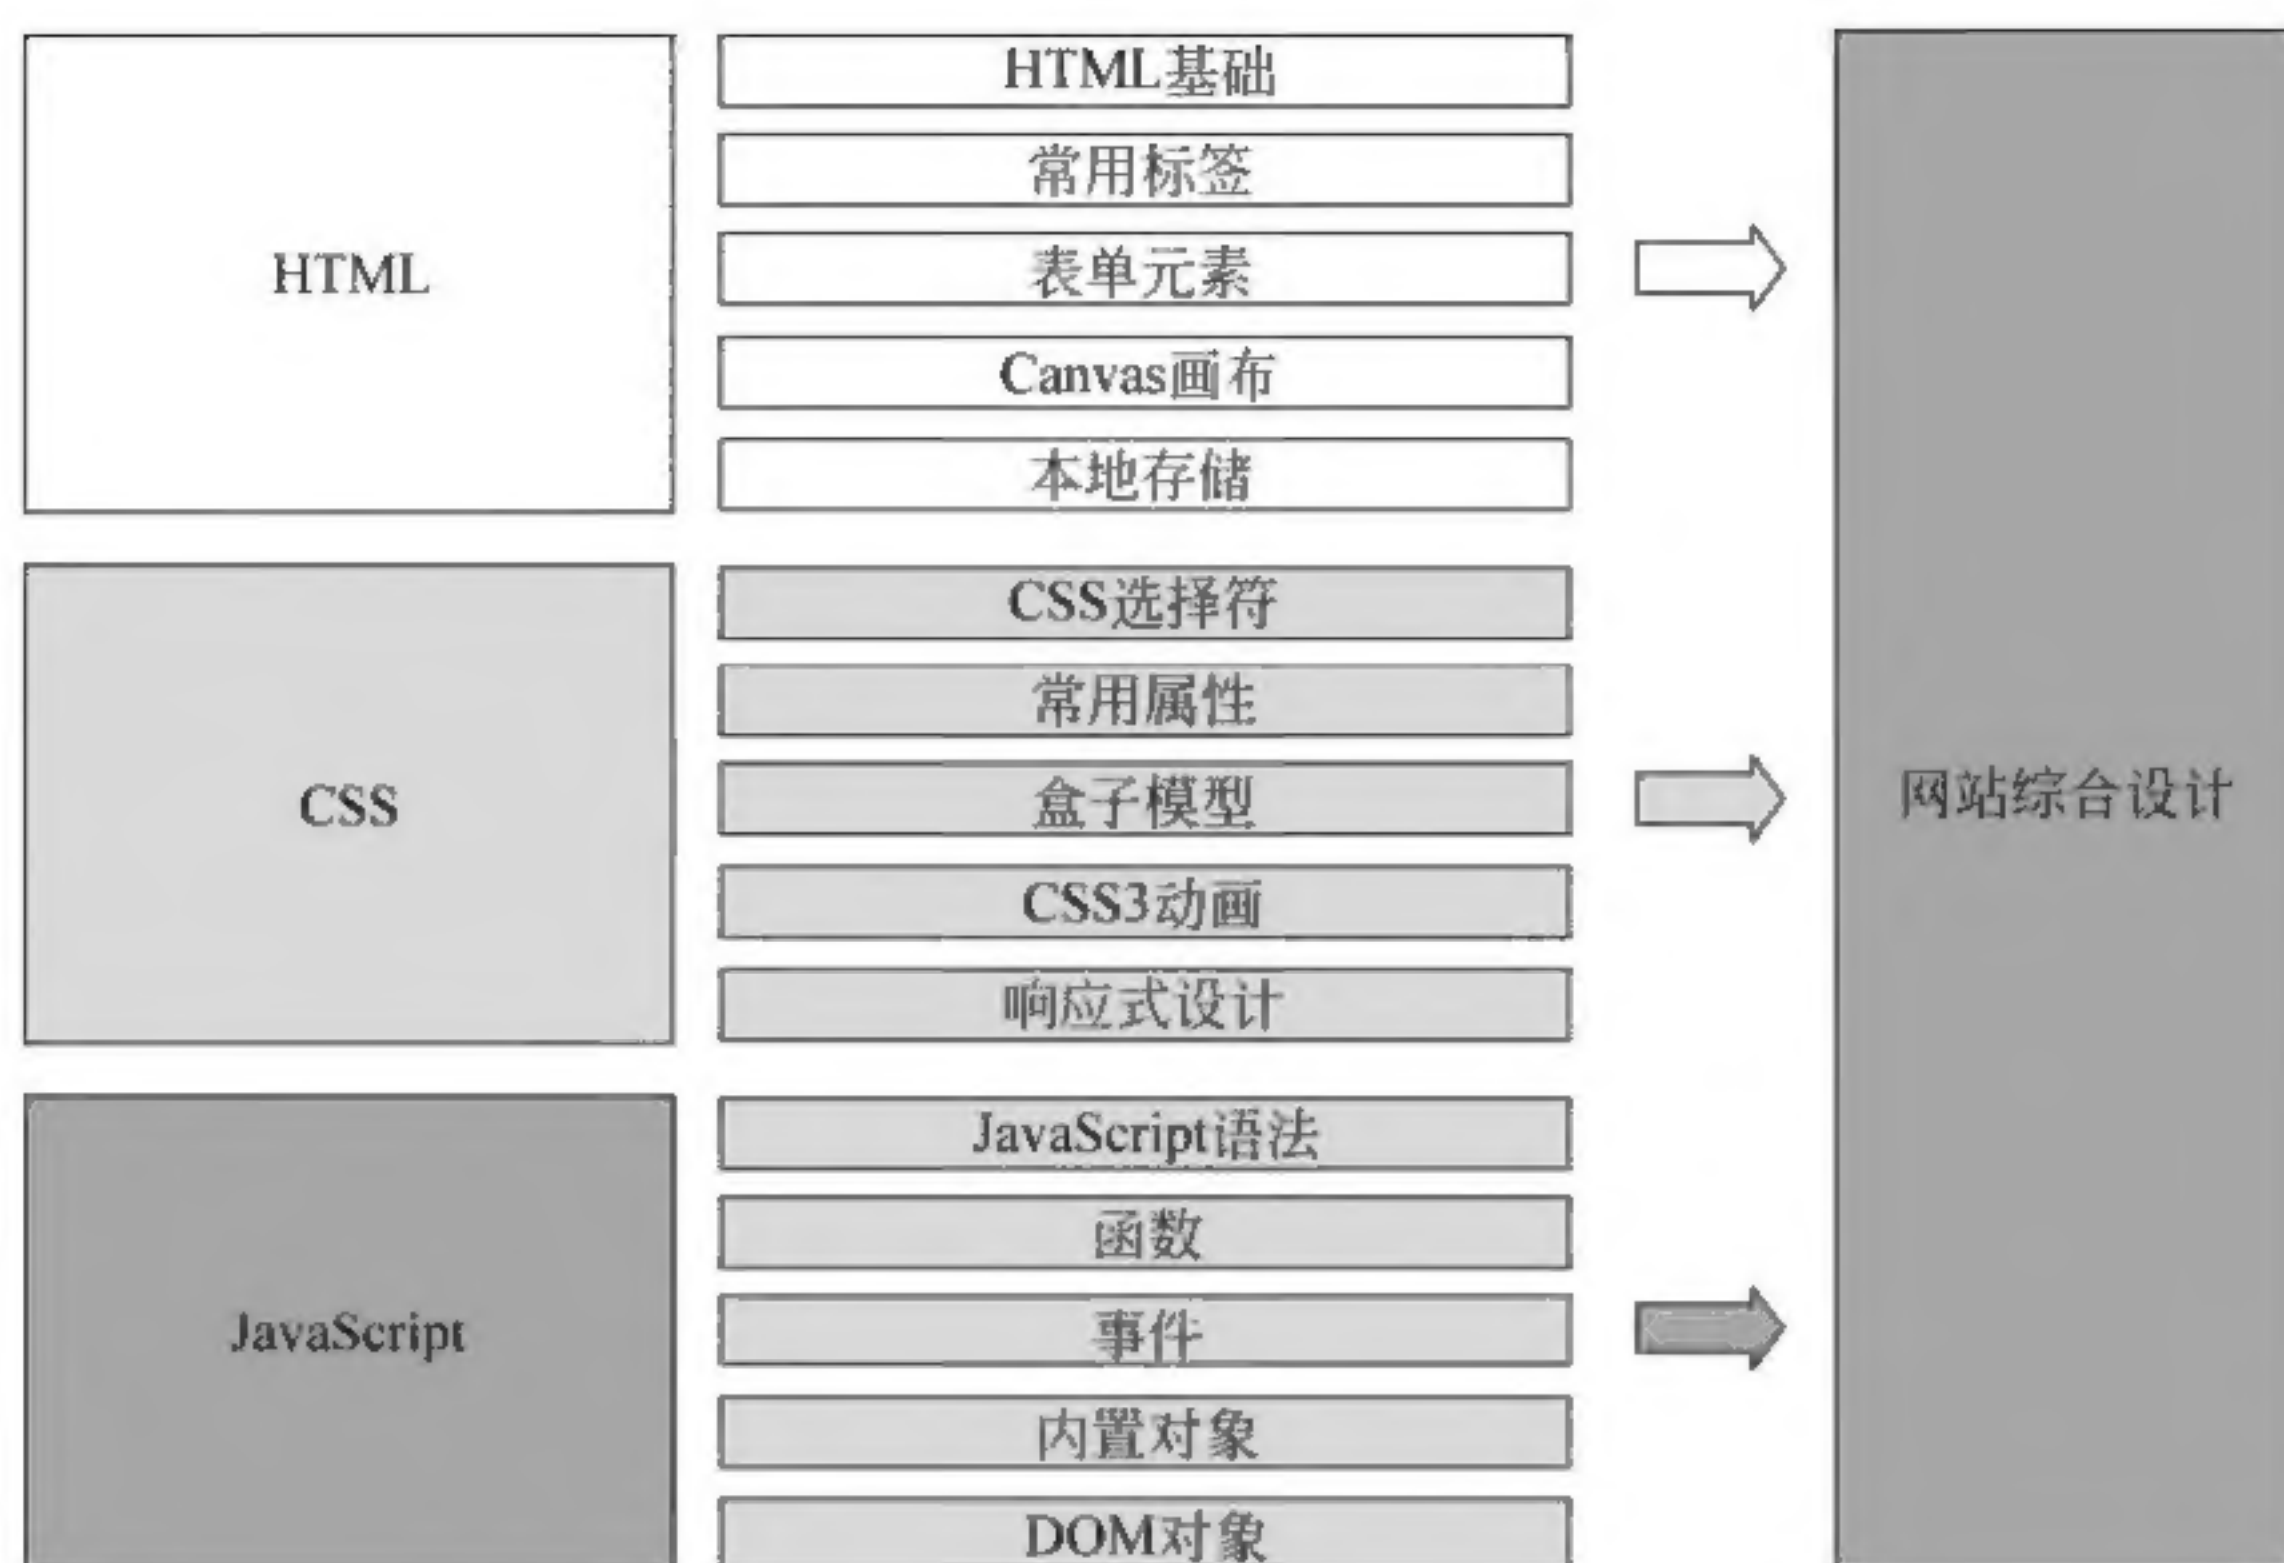 HTML
HTML基础
常用标签
表单元素
Canvas画布
本地存储
CSS
CSS选择符
常用属性
盒子模型
CSS3动画
响应式设计
JavaScript
JavaScript语法
函数
事件
内置对象
DOM对象
网站综合设计